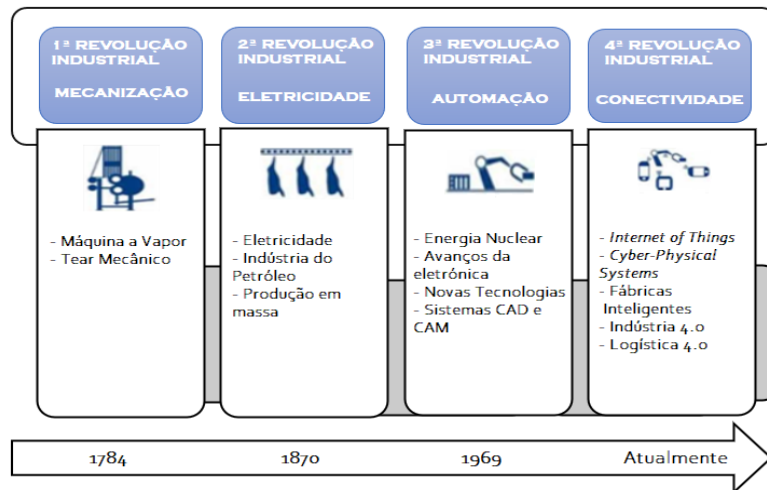 1ª REVOLUÇÃO
INDUSTRIAL
MECANIZAÇÃO
- Máquina a Vapor
- Tear Mecânico
2ª REVOLUÇÃO
INDUSTRIAL
ELETRICIDADE
- Eletricidade
- Indústria do
Petróleo
- Produção em
massa
3ª REVOLUÇÃO
INDUSTRIAL
AUTOMAÇÃO
- Energia Nuclear
- Avanços da
eletrónica
- Novas Tecnologias
- Sistemas CAD e
CAM
4ª REVOLUÇÃO
INDUSTRIAL
CONECTIVIDADE
- Internet of Things
- Cyber-Physical
Systems
- Fábricas
Inteligentes
- Indústria 4.0
- Logística 4.0
1784
1870
1969
Atualmente